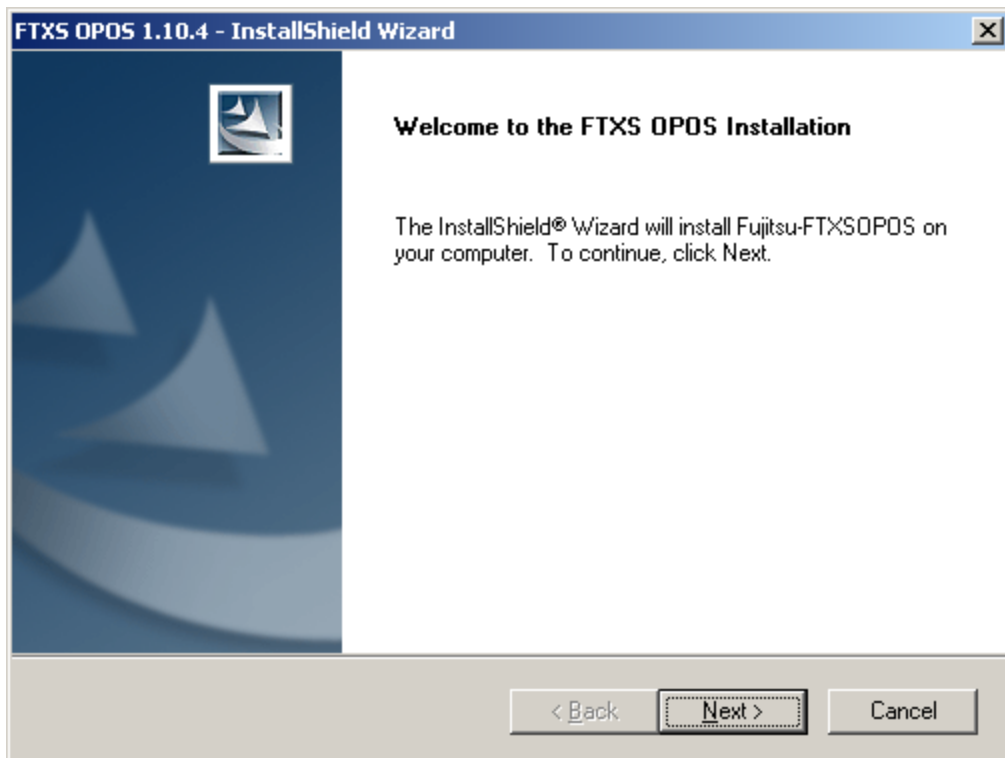 FTXS OPOS 1.10.4 - InstallShield Wizard
Welcome to the FTXS OPOS Installation
The InstallShield® Wizard will install Fujitsu-FTXSOPOS on
your computer. To continue, click Next.
< Back Next > Cancel